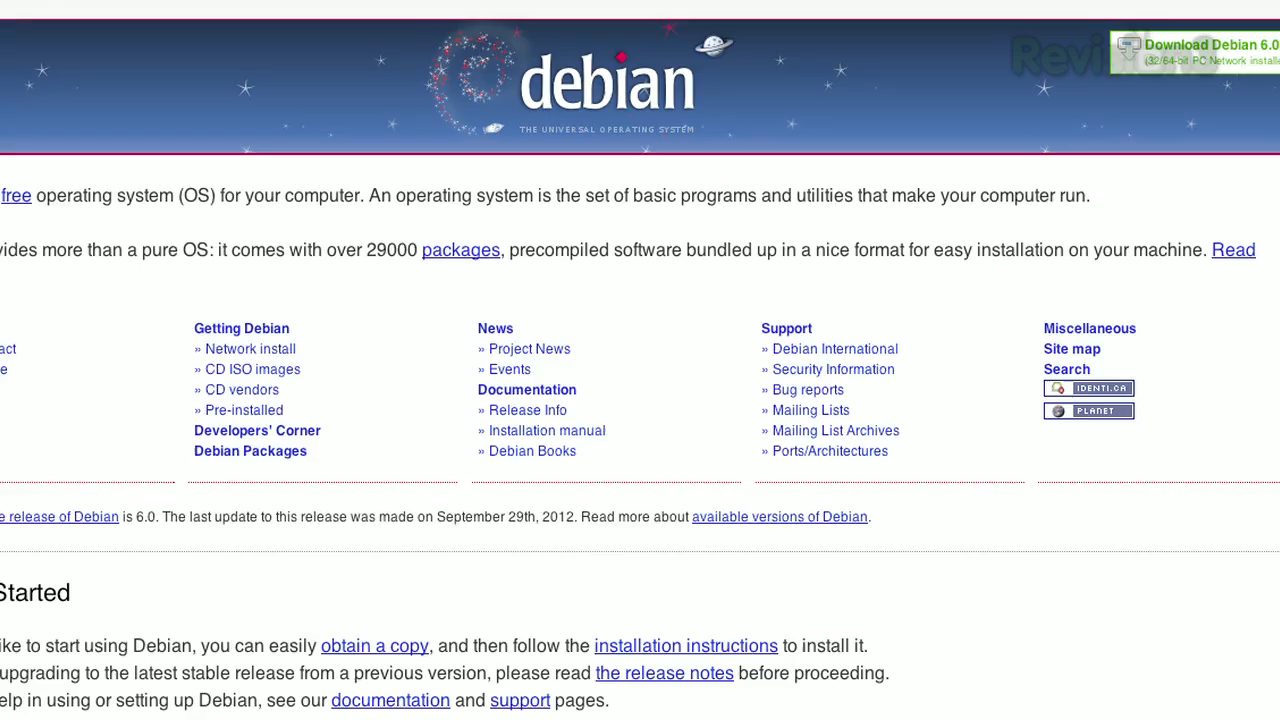 debian
THE UNIVERSAL OPERATING SYSTEM
Download Debian 6.0
(32/64-bit PC Network installe
free operating system (OS) for your computer. An operating system is the set of basic programs and utilities that make your computer run.
vides more than a pure OS: it comes with over 29000 packages, precompiled software bundled up in a nice format for easy installation on your machine. Read
act
e
Getting Debian
» Network install
» CD ISO images
» CD vendors
» Pre-installed
Developers' Corner
Debian Packages
News
» Project News
» Events
Documentation
» Release Info
» Installation manual
» Debian Books
Support
» Debian International
» Security Information
» Bug reports
» Mailing Lists
» Mailing List Archives
» Ports/Architectures
Miscellaneous
Site map
Search
IDENTI.CA
PLANET
e release of Debian is 6.0. The last update to this release was made on September 29th, 2012. Read more about available versions of Debian.
Started
ike to start using Debian, you can easily obtain a copy, and then follow the installation instructions to install it.
upgrading to the latest stable release from a previous version, please read the release notes before proceeding.
elp in using or setting up Debian, see our documentation and support pages.